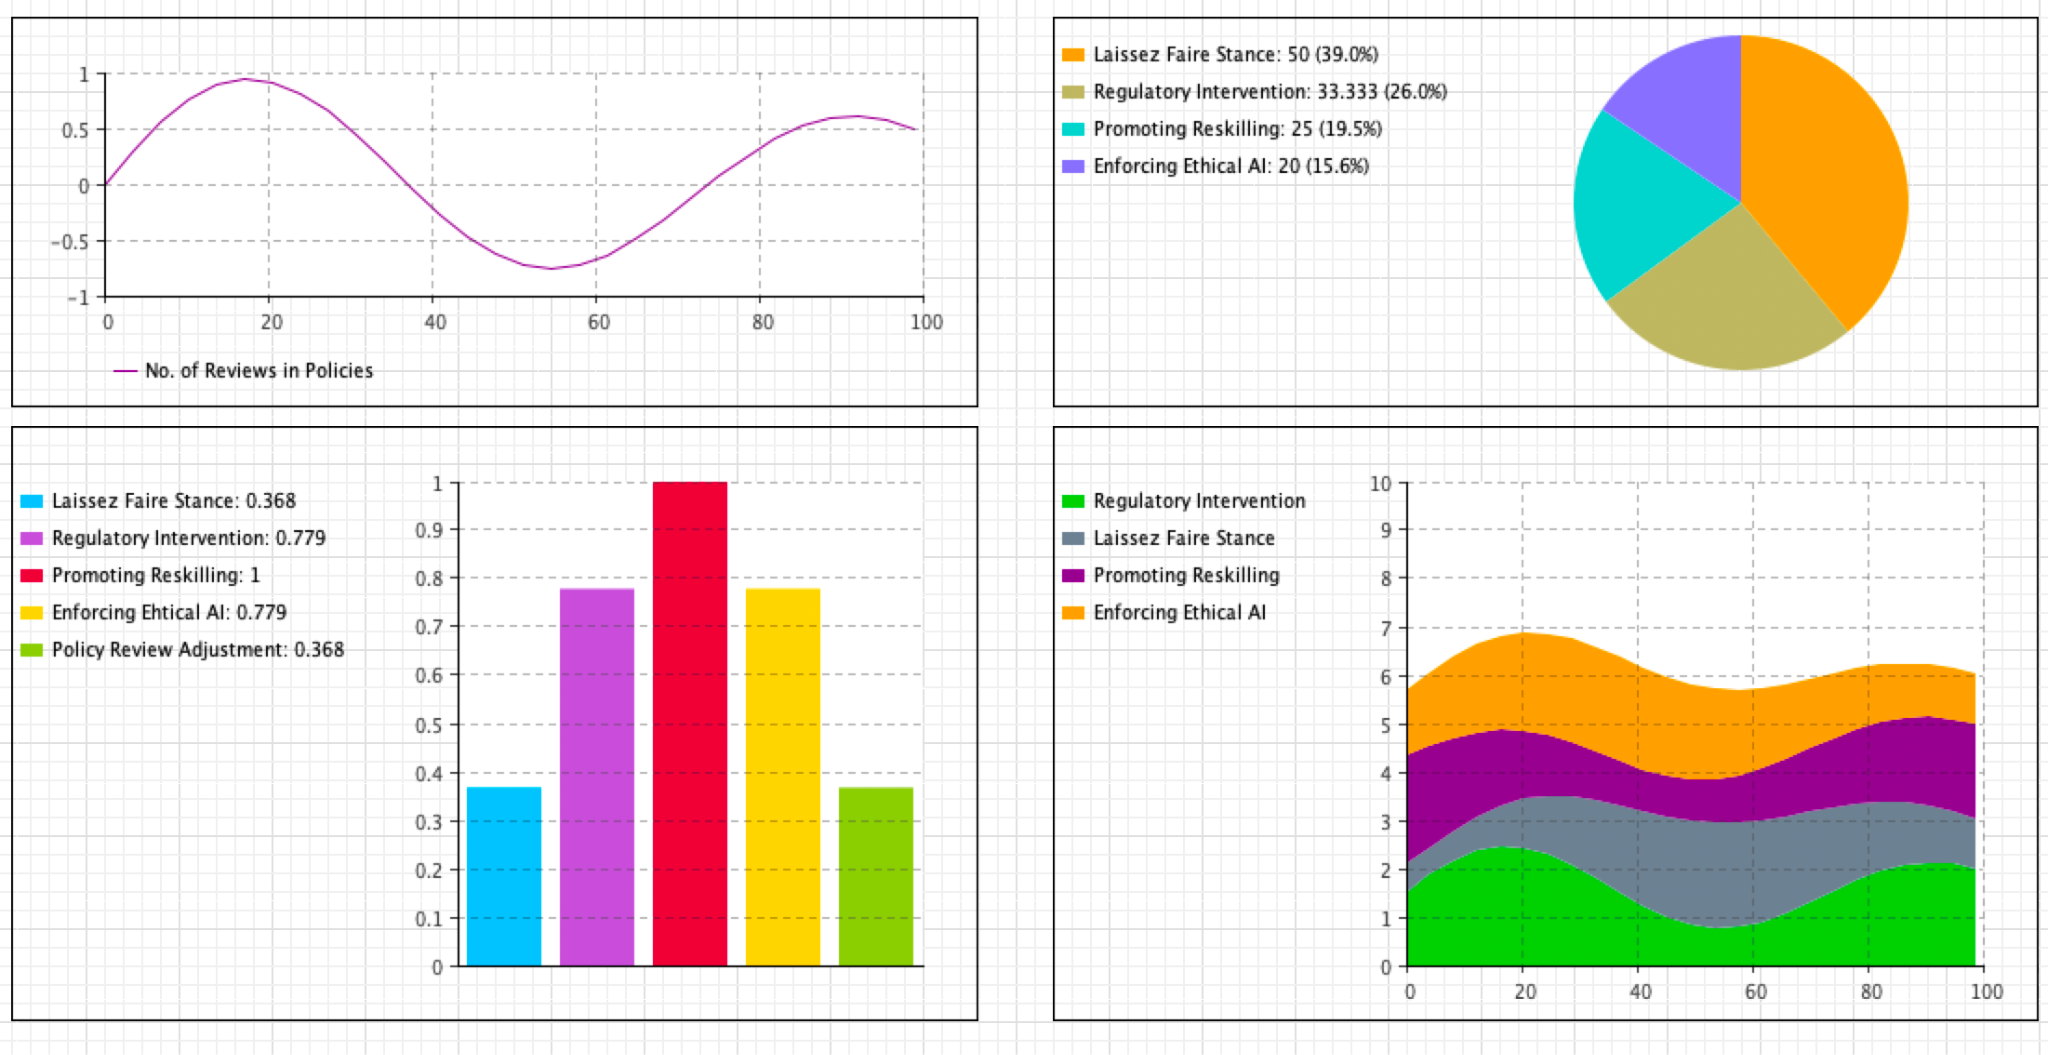 1
0.5
0
−0.5
−1
0 20 40 60 80 100
No. of Reviews in Policies
Laissez Faire Stance: 50 (39.0%)
Regulatory Intervention: 33.333 (26.0%)
Promoting Reskilling: 25 (19.5%)
Enforcing Ethical AI: 20 (15.6%)
Laissez Faire Stance: 0.368
Regulatory Intervention: 0.779
Promoting Reskilling: 1
Enforcing Ehtical AI: 0.779
Policy Review Adjustment: 0.368
1
0.9
0.8
0.7
0.6
0.5
0.4
0.3
0.2
0.1
0
Regulatory Intervention
Laissez Faire Stance
Promoting Reskilling
Enforcing Ethical AI
10
9
8
7
6
5
4
3
2
1
0
0 20 40 60 80 100